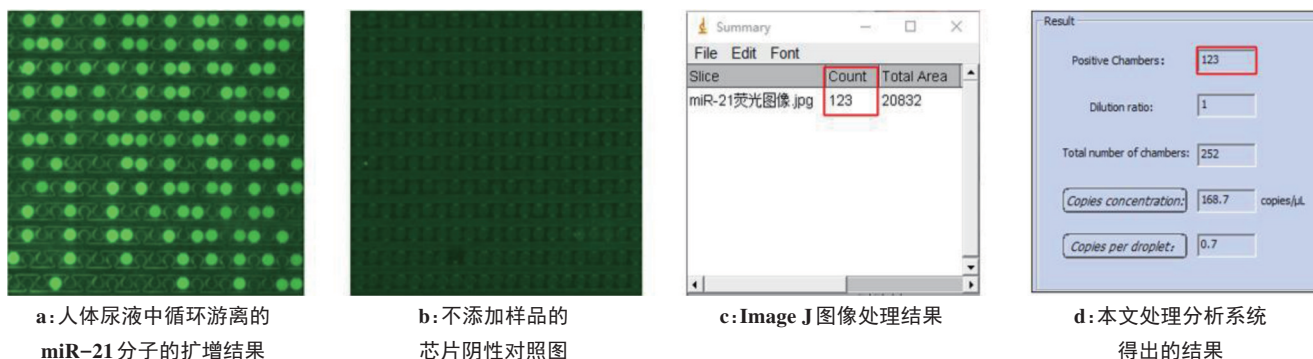 Summary
File Edit Font
Slice Count Total Area
miR-21荧光图像.jpg 123 20832
Result
Positive Chambers: 123
Dilution ratio: 1
Total number of chambers: 252
Copies concentration: 168.7 copies/μL
Copies per droplet: 0.7
a:人体尿液中循环游离的
miR-21分子的扩增结果
b:不添加样品的
芯片阴性对照图
c:Image J图像处理结果
d:本文处理分析系统
得出的结果